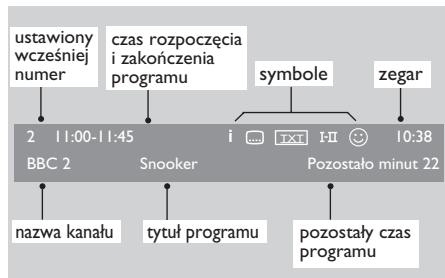 ustawiony
wcześniej
numer
czas rozpoczęcia
i zakończenia
programu
symbole
zegar
2 11:00-11:45 i .... TXT I-II 10:38
BBC 2 Snooker Pozostało minut 22
nazwa kanału
tytuł programu
pozostały czas
programu